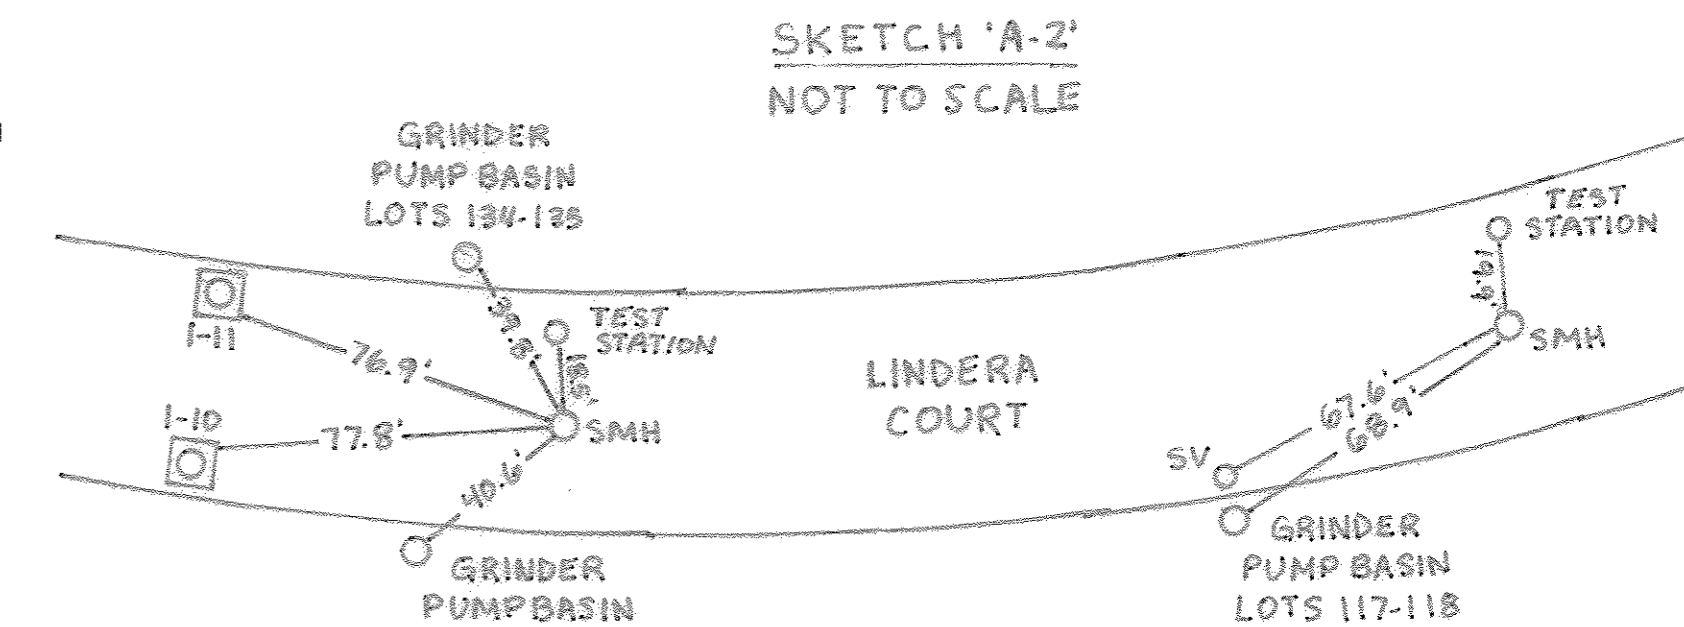 SKETCH 'A-2'
NOT TO SCALE
GRINDER
PUMP BASIN
LOTS 134-135
TEST
STATION
I-11
76.9'
TEST
STATION
SMH
LINDERA
COURT
I-10
77.8'
SMH
67.6'
68.9'
SV
40.6'
GRINDER
PUMP BASIN
GRINDER
PUMP BASIN
LOTS 117-118